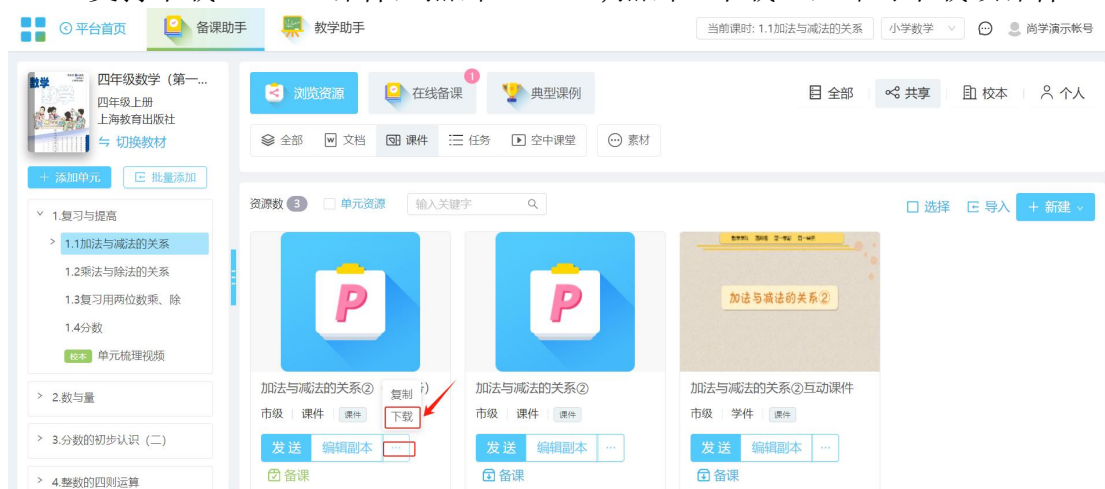 平台首页 备课助手 教学助手 当前课时: 1.1加法与减法的关系 小学数学 尚学演示帐号
数学
四年级数学（第一...
四年级上册
上海教育出版社
切换教材
+ 添加单元 批量添加
1.复习与提高
1.1加法与减法的关系
1.2乘法与除法的关系
1.3复习用两位数乘、除
1.4分数
校本 单元梳理视频
2.数与量
3.分数的初步认识（二）
4.整数的四则运算
浏览资源 在线备课 1 典型课例 全部 共享 校本 个人
全部 文档 课件 任务 空中课堂 素材
资源数 3 单元资源 输入关键字 选择 导入 + 新建
P
P
加法与减法的关系②
加法与减法的关系②
复制
下载
市级 课件 课件
发送 编辑副本 ...
备课
加法与减法的关系②
市级 课件 课件
发送 编辑副本 ...
备课
加法与减法的关系②互动课件
市级 学件 课件
发送 编辑副本 ...
备课